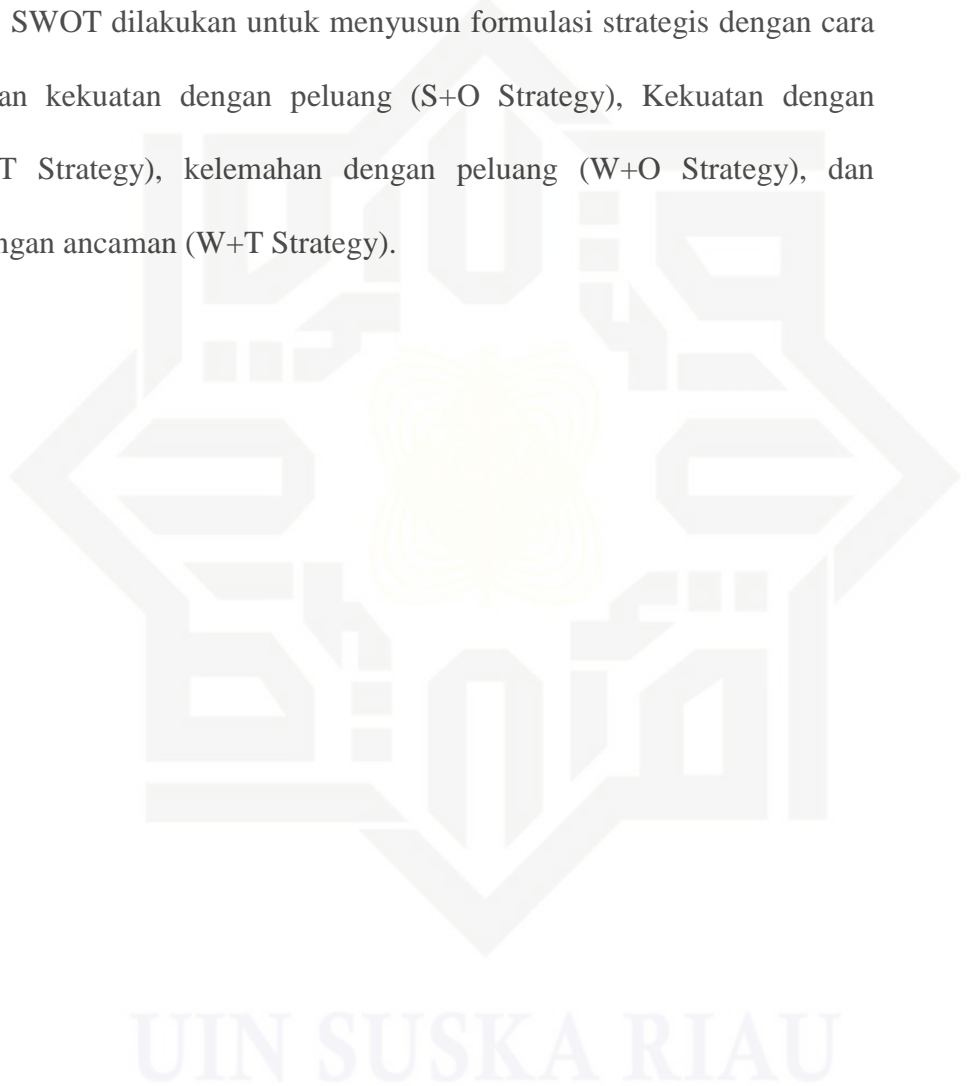 SWOT dilakukan untuk menyusun formulasi strategis dengan cara
an kekuatan dengan peluang (S+O Strategy), Kekuatan dengan
T Strategy), kelemahan dengan peluang (W+O Strategy), dan
ngan ancaman (W+T Strategy).
UIN SUSKA RIAU